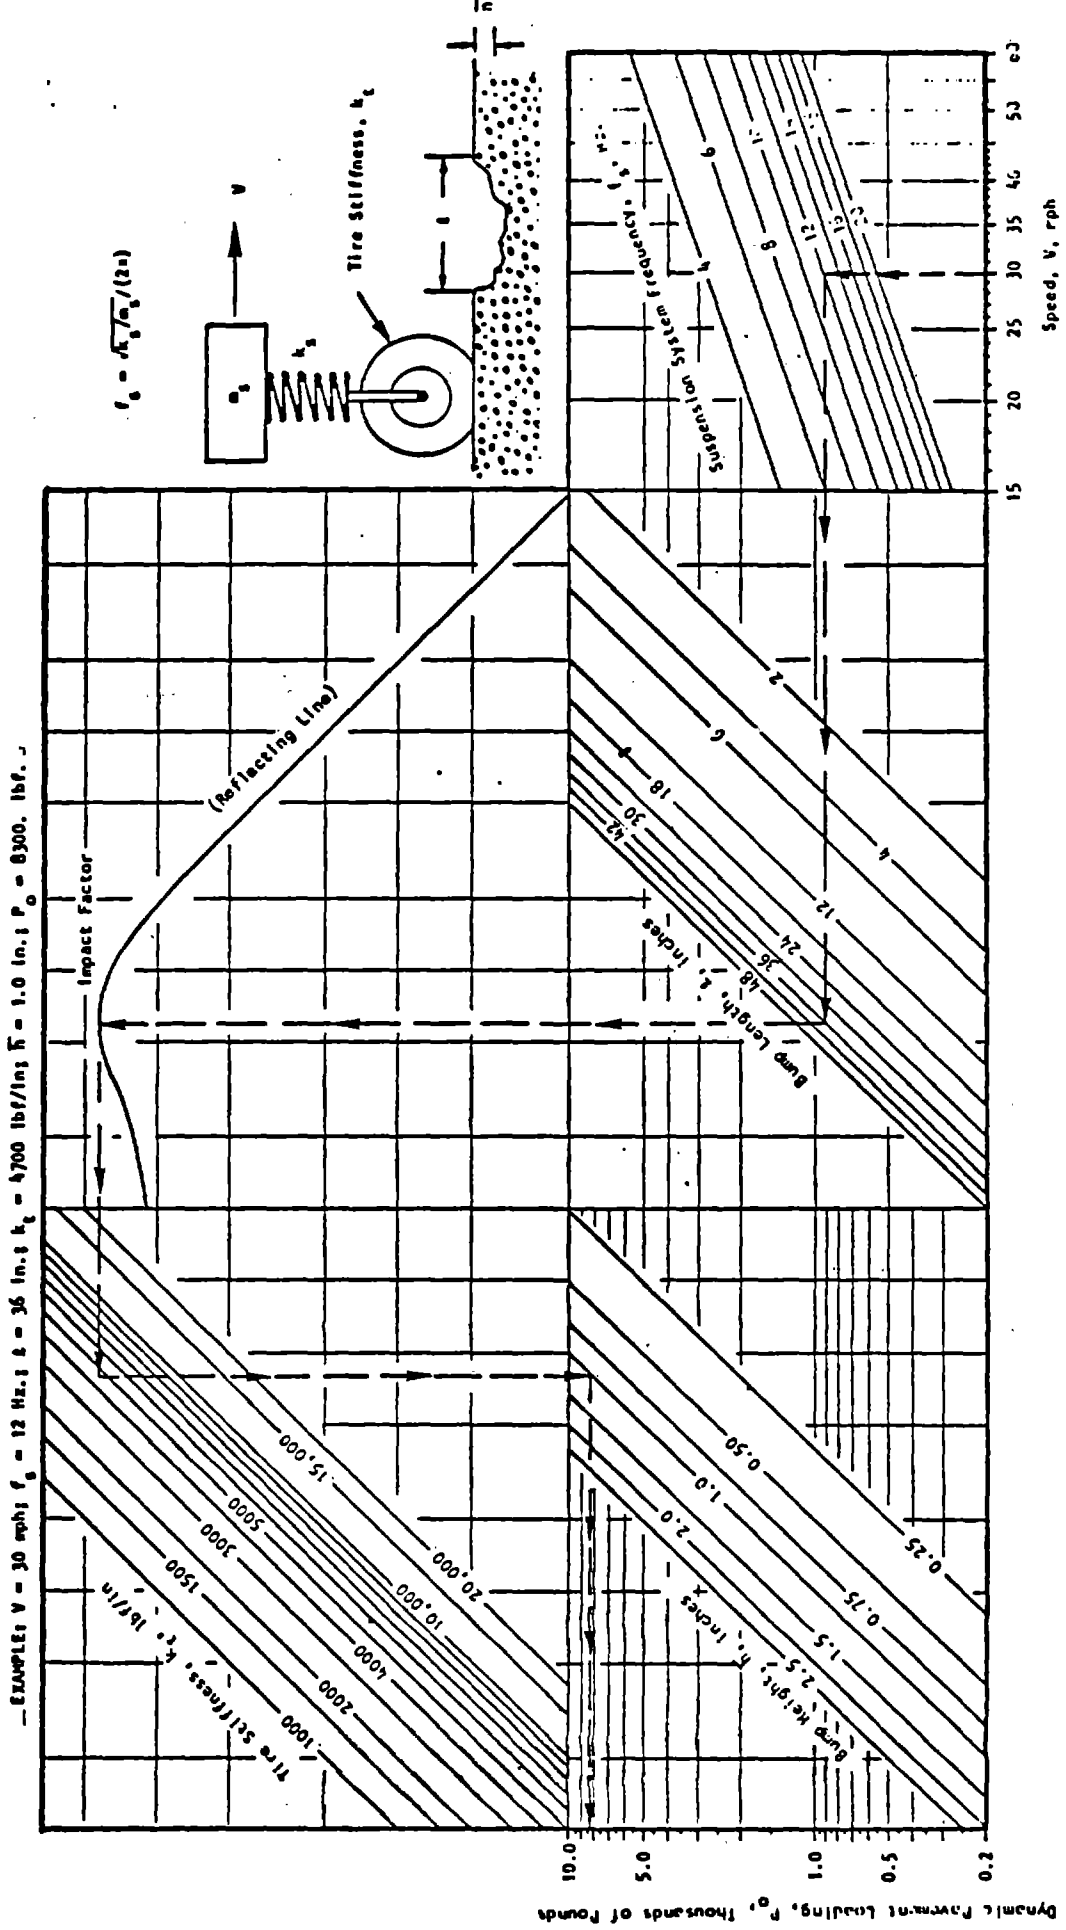 EXAMPLE: V = 30 mph; f_s = 12 Hz.; ℓ = 36 in.; k_t = 4700 lbf/in; h̄ = 1.0 in.; P_o = 8300. lbf.
Impact Factor
(Reflecting Line)
f_s = √k_s/m_s/(2π)
m_s
V
k_s
Tire Stiffness, k_t
ℓ
h
Tire Stiffness, k_t, lbf/in
1000
1500
2000
3000
4000
5000
10,000
15,000
20,000
Bump Height, h, Inches
2.5
2.0
1.5
1.0
0.75
0.50
0.25
Bump Length, ℓ, Inches
48
42
36
30
24
18
12
6
4
2
Suspension System Frequency, f_s,
4
6
8
12
Dynamic Pavement Loading, P_o, Thousands of Pounds
10.0
5.0
1.0
0.5
0.2
15
20
25
30
35
Speed, V, mph